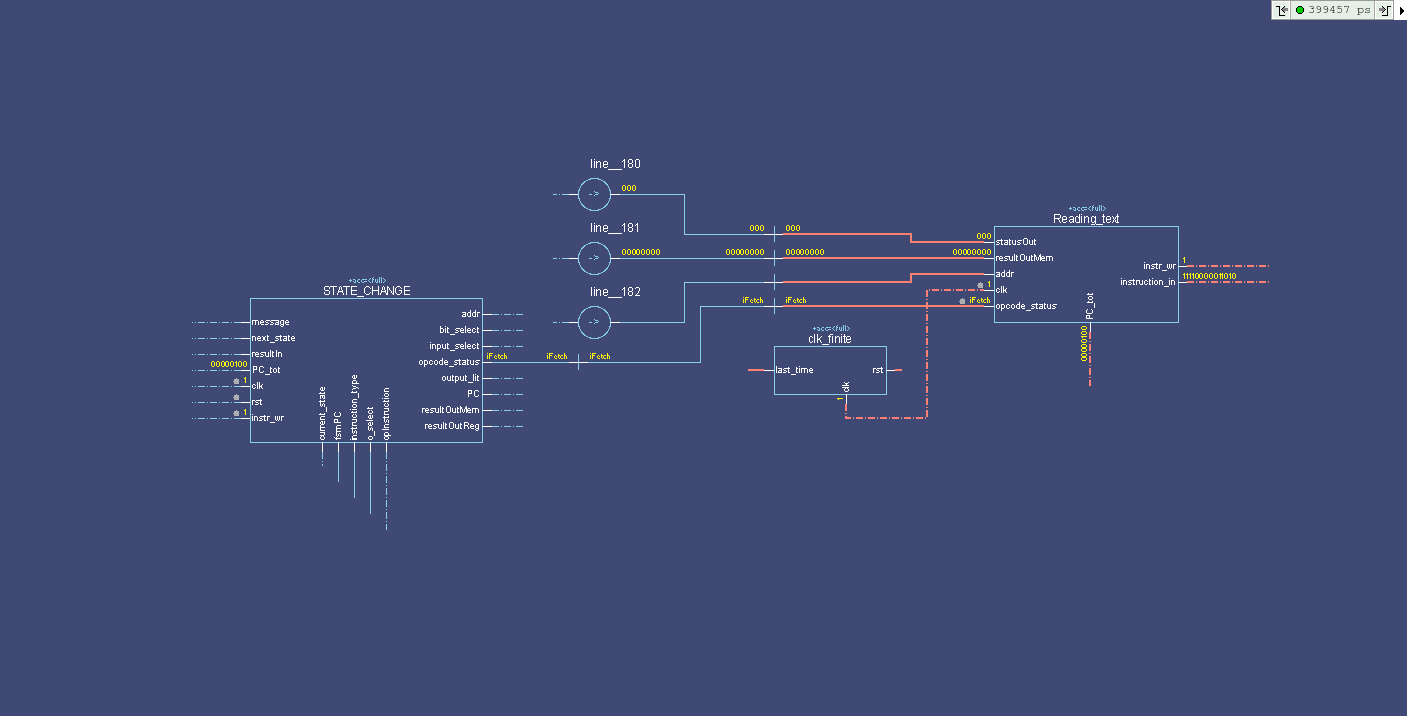 399457 ps
line__180
->
000
line__181
->
00000000
line__182
->
000
000
00000000
00000000
iFetch
iFetch
+acc=<full>
STATE_CHANGE
message
next_state
resultIn
00000100
PC_tot
1
clk
rst
1
instr_wr
current_state
fsmPC
instruction_type
o_select
opInstruction
addr
bit_select
input_select
opcode_status
output_lit
PC
resultOutMem
resultOutReg
iFetch
iFetch
iFetch
+acc=<full>
clk_finite
last_time
rst
clk
1
+acc=<full>
Reading_text
000
statusOut
00000000
resultOutMem
addr
1
clk
iFetch
opcode_status
instr_wr
1
instruction_in
11110000011010
PC_tot
00000100